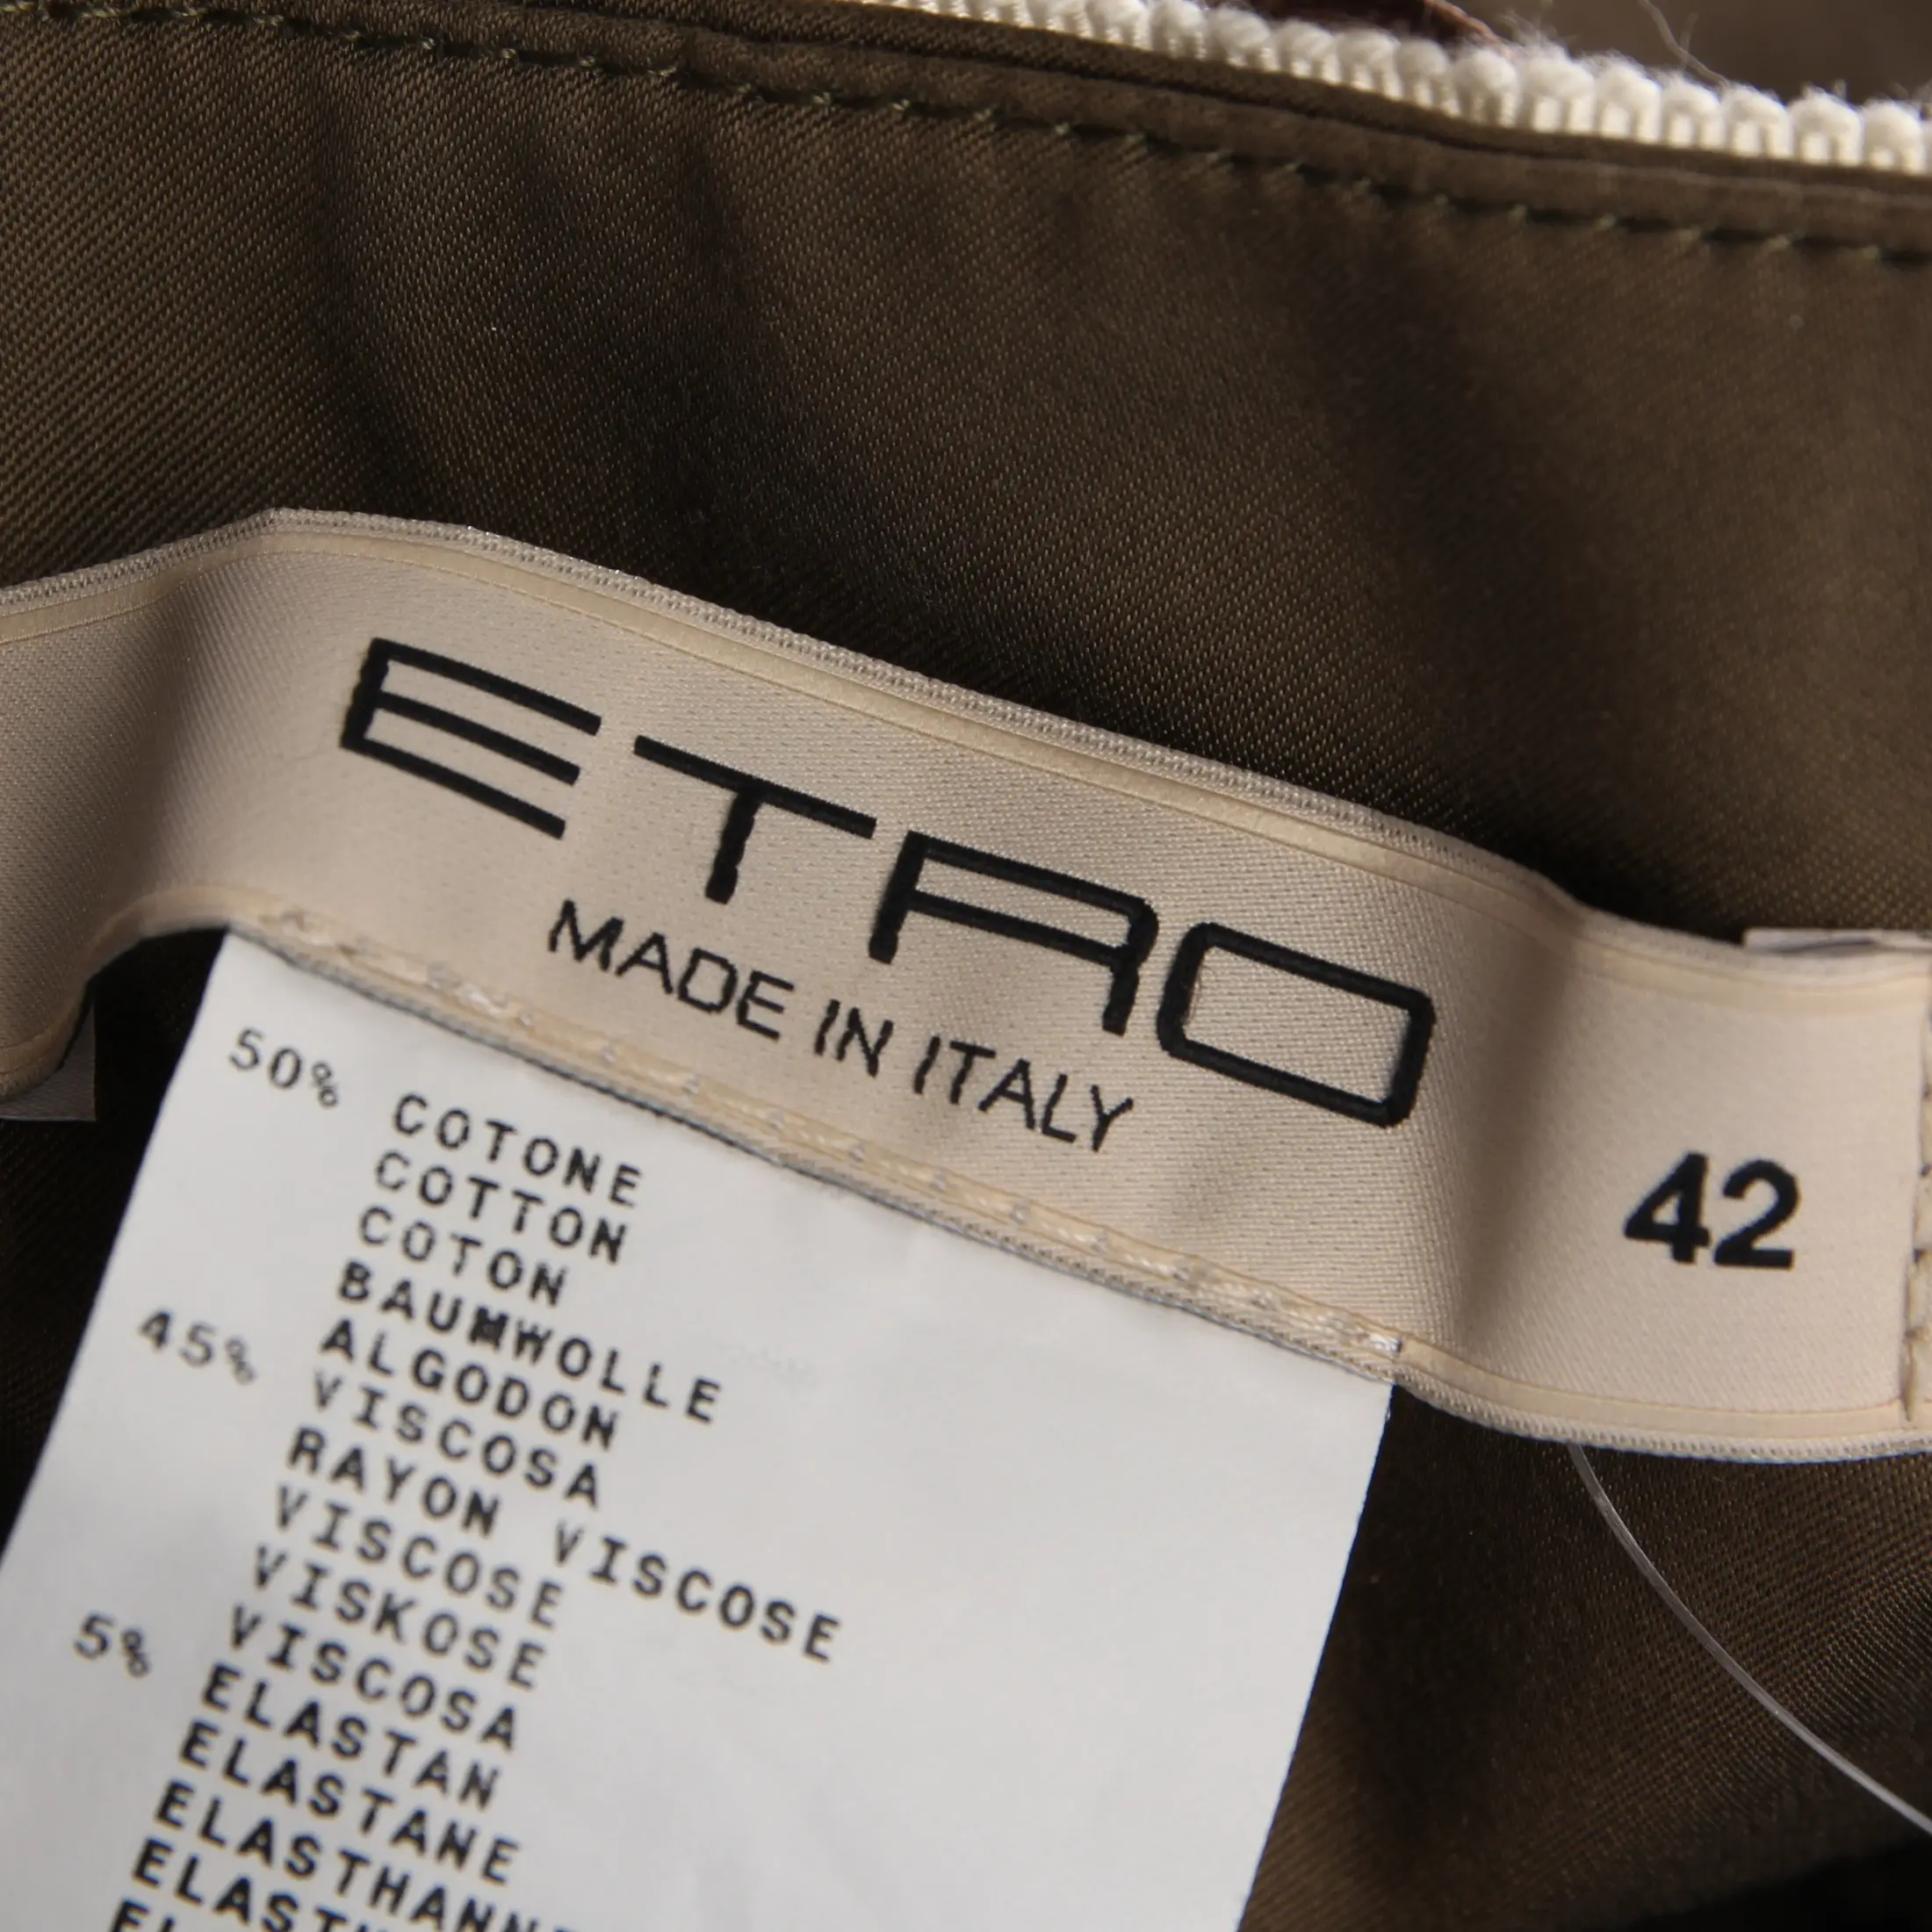 ETRO
MADE IN ITALY
42
50% COTONE
COTTON
COTON
BAUMWOLLE
ALGODON
45% VISCOSA
RAYON VISCOSE
VISCOSE
VISKOSE
VISCOSA
5% ELASTAN
ELASTANE